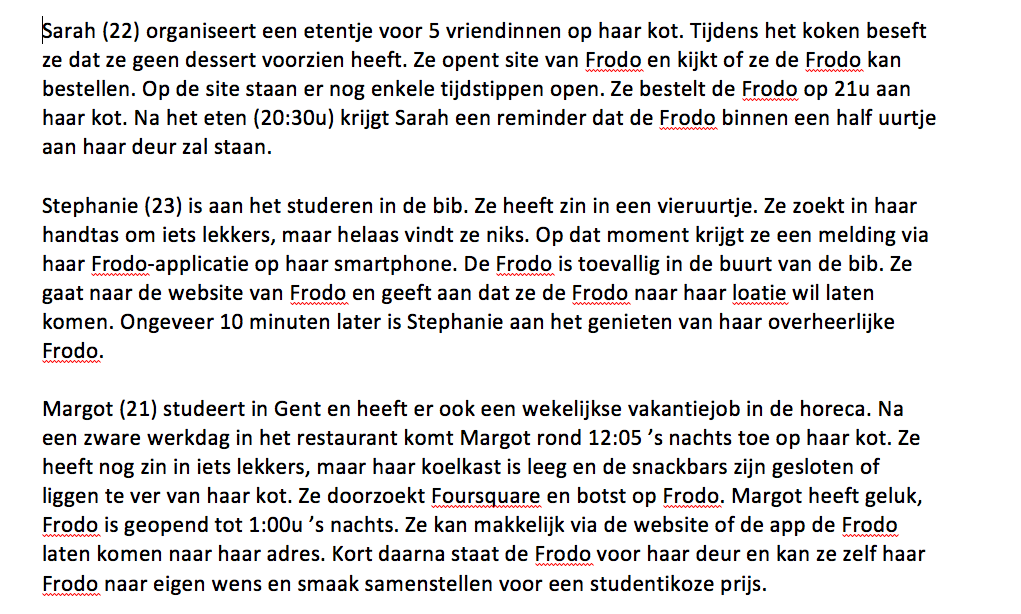 Sarah (22) organiseert een etentje voor 5 vriendinnen op haar kot. Tijdens het koken beseft
ze dat ze geen dessert voorzien heeft. Ze opent site van Frodo en kijkt of ze de Frodo kan
bestellen. Op de site staan er nog enkele tijdstippen open. Ze bestelt de Frodo op 21u aan
haar kot. Na het eten (20:30u) krijgt Sarah een reminder dat de Frodo binnen een half uurtje
aan haar deur zal staan.

Stephanie (23) is aan het studeren in de bib. Ze heeft zin in een vieruurtje. Ze zoekt in haar
handtas om iets lekkers, maar helaas vindt ze niks. Op dat moment krijgt ze een melding via
haar Frodo-applicatie op haar smartphone. De Frodo is toevallig in de buurt van de bib. Ze
gaat naar de website van Frodo en geeft aan dat ze de Frodo naar haar loatie wil laten
komen. Ongeveer 10 minuten later is Stephanie aan het genieten van haar overheerlijke
Frodo.

Margot (21) studeert in Gent en heeft er ook een wekelijkse vakantiejob in de horeca. Na
een zware werkdag in het restaurant komt Margot rond 12:05 ’s nachts toe op haar kot. Ze
heeft nog zin in iets lekkers, maar haar koelkast is leeg en de snackbars zijn gesloten of
liggen te ver van haar kot. Ze doorzoekt Foursquare en botst op Frodo. Margot heeft geluk,
Frodo is geopend tot 1:00u ’s nachts. Ze kan makkelijk via de website of de app de Frodo
laten komen naar haar adres. Kort daarna staat de Frodo voor haar deur en kan ze zelf haar
Frodo naar eigen wens en smaak samenstellen voor een studentikoze prijs.